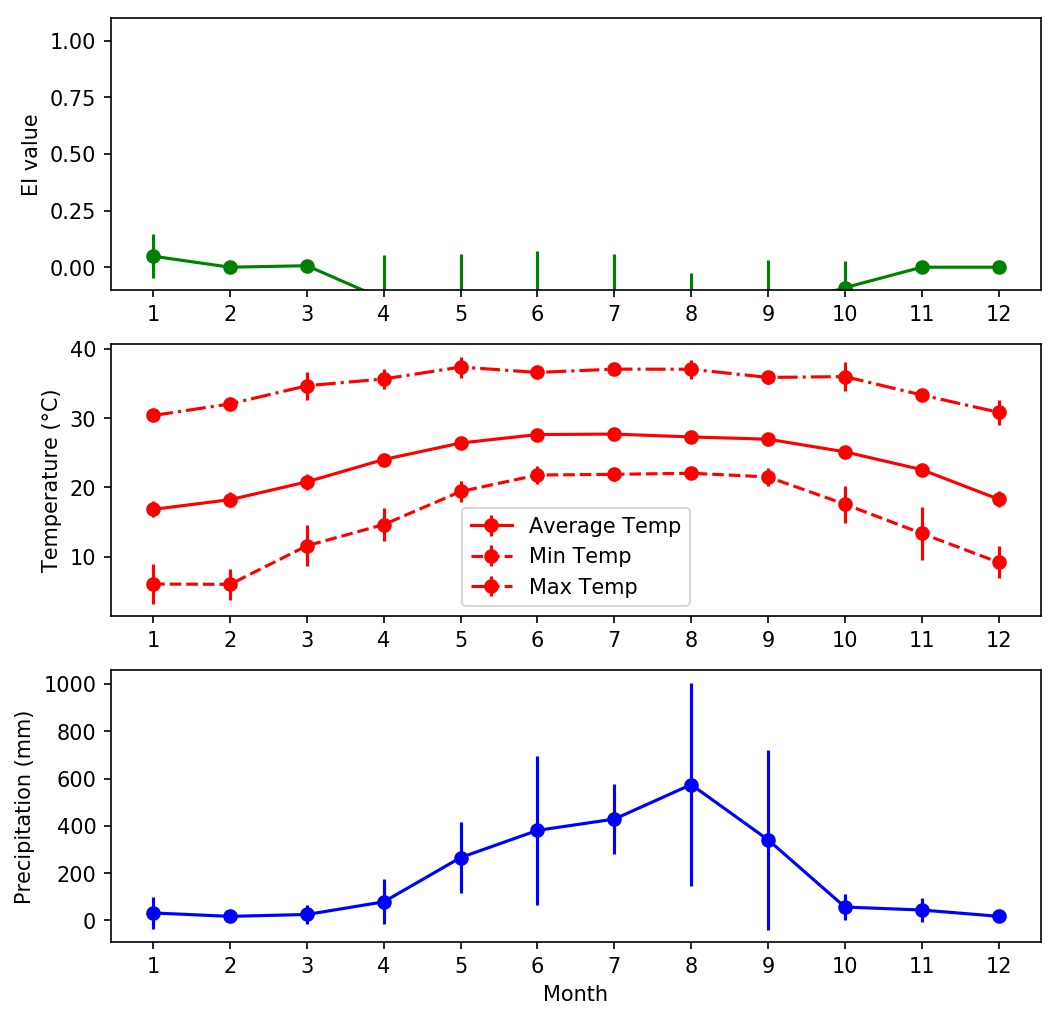 EI value
1.00
0.75
0.50
0.25
0.00
1 2 3 4 5 6 7 8 9 10 11 12
Temperature (°C)
40
30
20
10
Average Temp
Min Temp
Max Temp
1 2 3 4 5 6 7 8 9 10 11 12
Precipitation (mm)
1000
800
600
400
200
0
1 2 3 4 5 6 7 8 9 10 11 12
Month